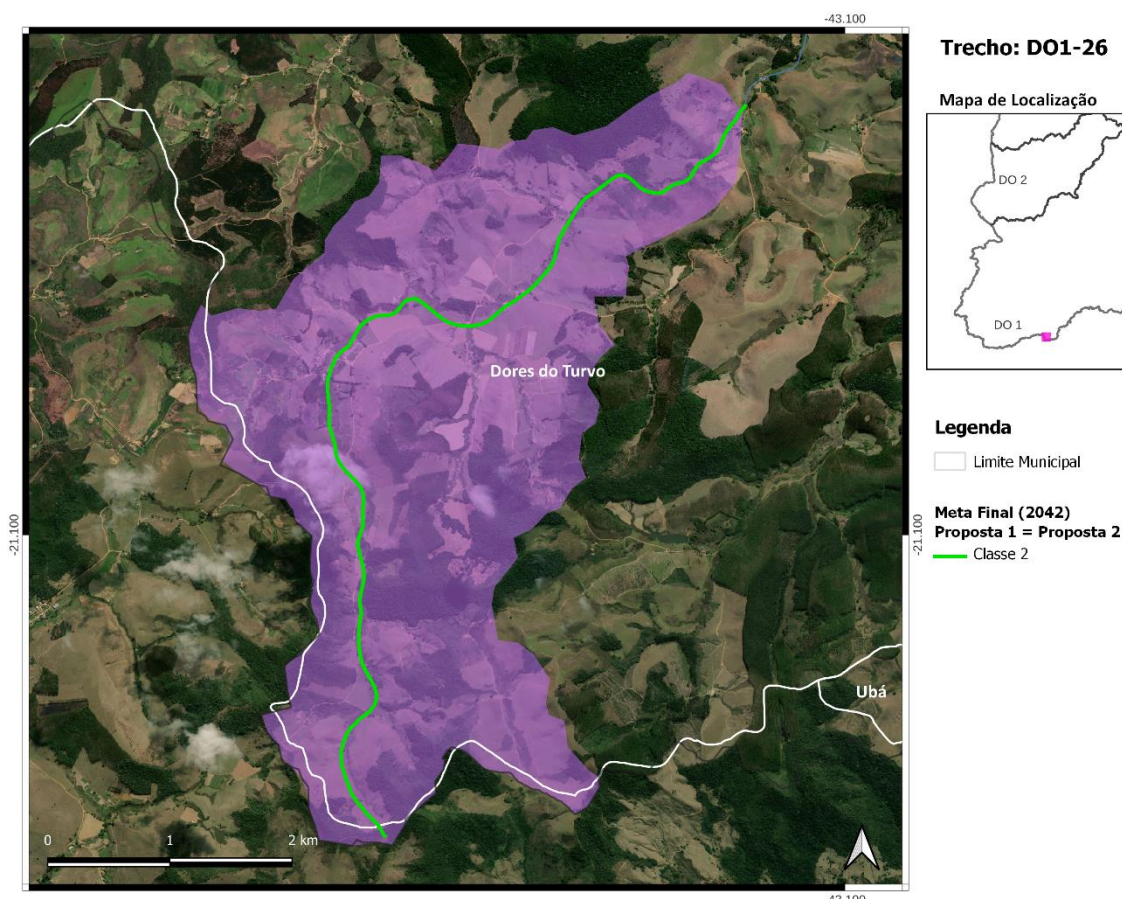 -43.100
Trecho: DO1-26
Mapa de Localização
DO 2
DO 1
Dores do Turvo
Legenda
Limite Municipal
Meta Final (2042)
Proposta 1 = Proposta 2
Classe 2
-21.100
-21.100
Ubá
0 1 2 km
-43.100